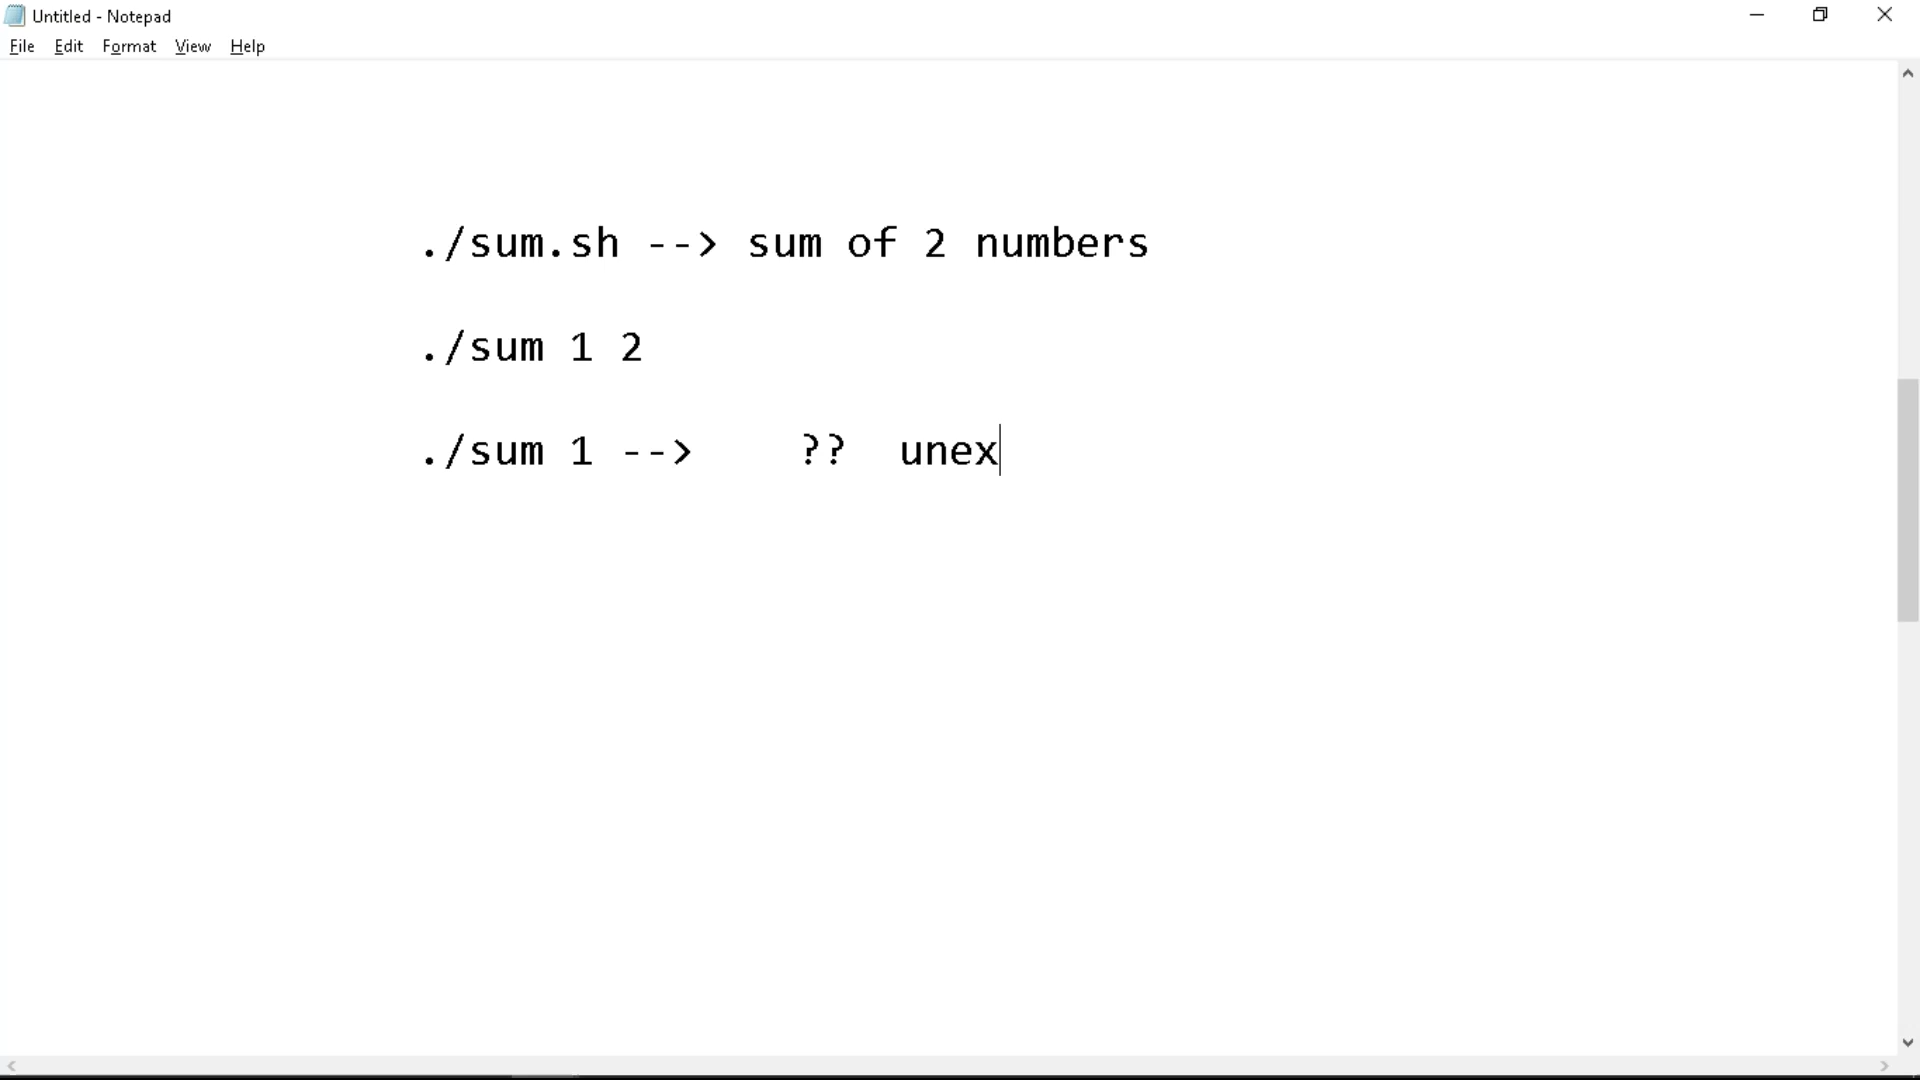 Untitled - Notepad
File Edit Format View Help
./sum.sh --> sum of 2 numbers
./sum 1 2
./sum 1 --> ?? unex